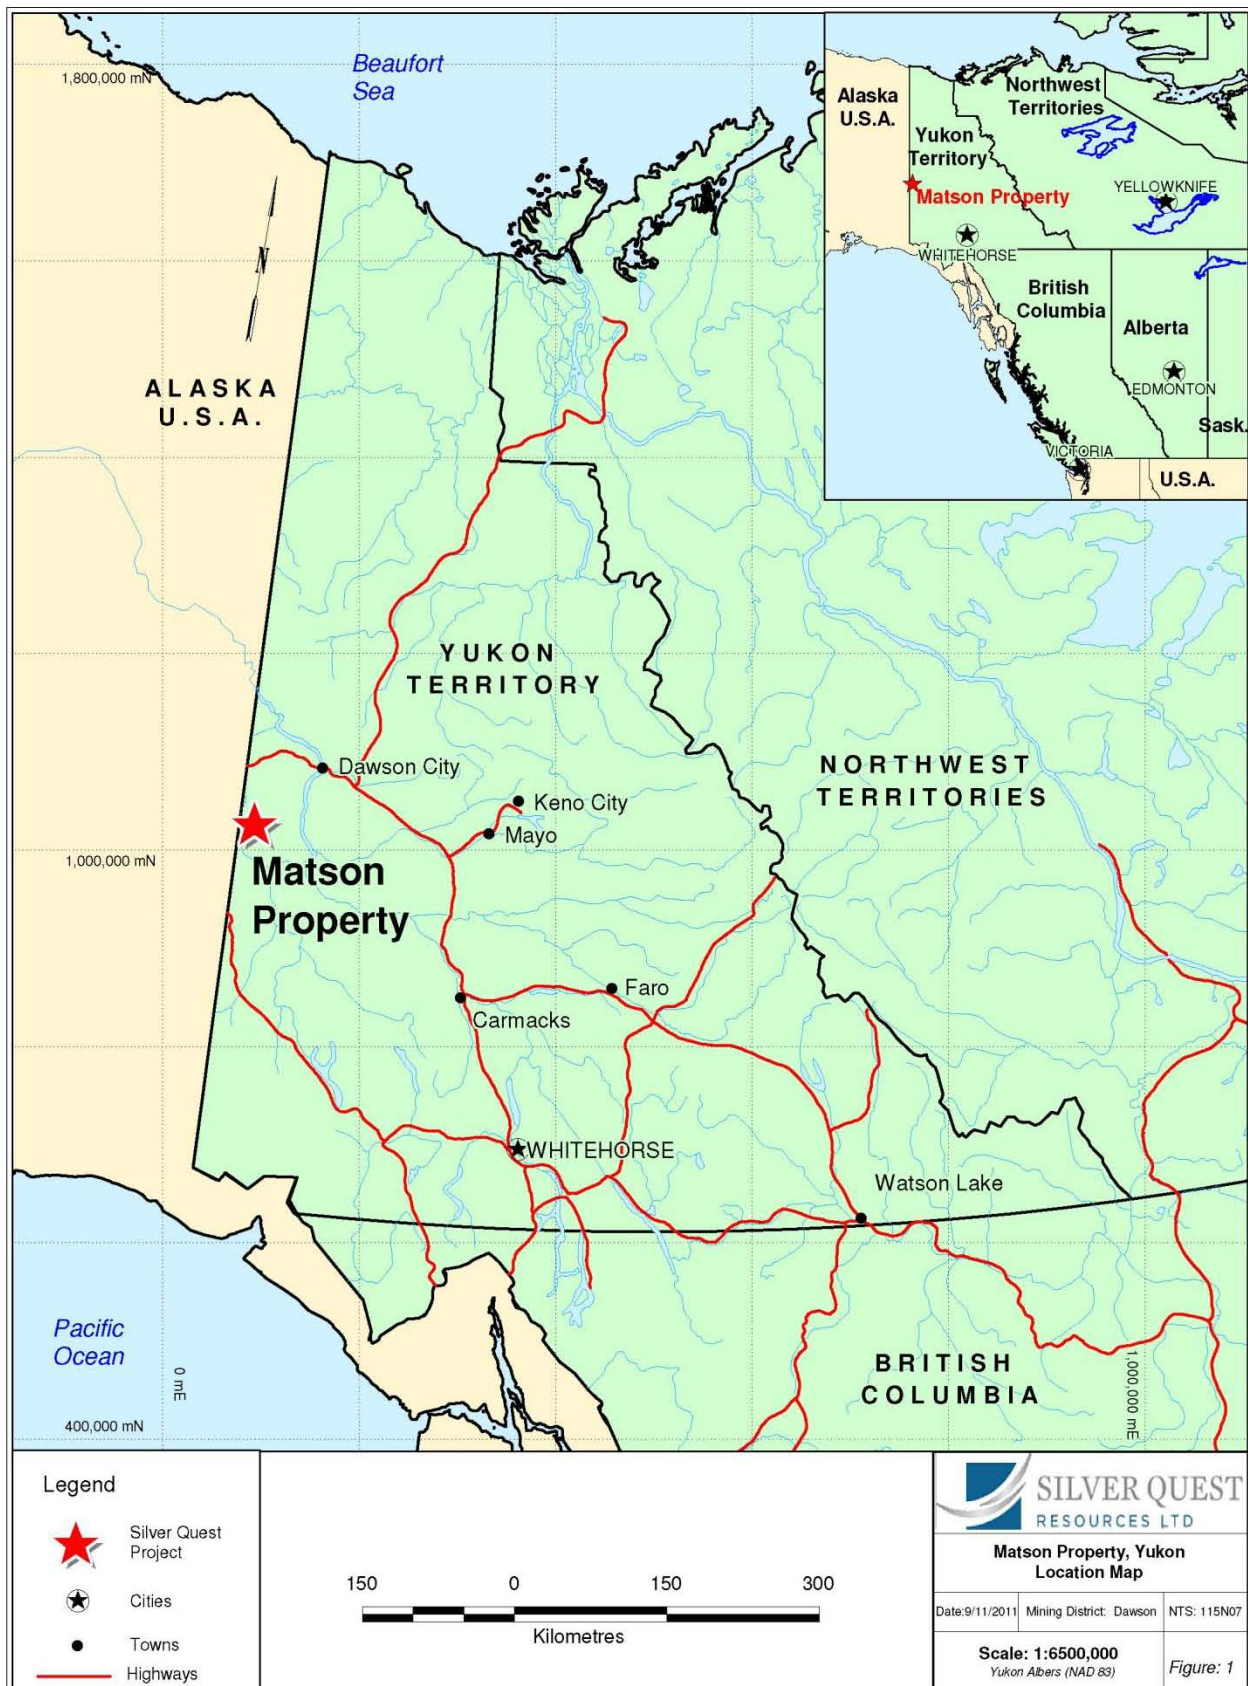 1,800,000 mN
Beaufort
Sea
Alaska
U.S.A.
Northwest
Territories
Yukon
Territory
YELLOWKNIFE
Matson Property
WHITEHORSE
British
Columbia
Alberta
EDMONTON
Sask.
VICTORIA
U.S.A.
N
ALASKA
U.S.A.
YUKON
TERRITORY
Dawson City
Keno City
Mayo
NORTHWEST
TERRITORIES
1,000,000 mN
Matson
Property
Faro
Carmacks
WHITEHORSE
Watson Lake
Pacific
Ocean
0 mE
1,000,000 mE
BRITISH
COLUMBIA
400,000 mN
Legend
Silver Quest
Project
Cities
Towns
Highways
150 0 150 300
Kilometres
SILVER QUEST
RESOURCES LTD
Matson Property, Yukon
Location Map
Date:9/11/2011 Mining District: Dawson NTS: 115N07
Scale: 1:6500,000
Yukon Albers (NAD 83)
Figure: 1